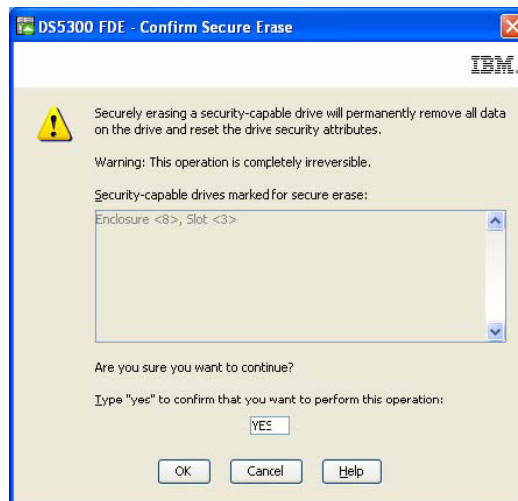 DS5300 FDE - Confirm Secure Erase
IBM.
Securely erasing a security-capable drive will permanently remove all data
on the drive and reset the drive security attributes.
Warning: This operation is completely irreversible.
Security-capable drives marked for secure erase:
Enclosure <8>, Slot <3>
Are you sure you want to continue?
Type "yes" to confirm that you want to perform this operation:
YES
OK
Cancel
Help